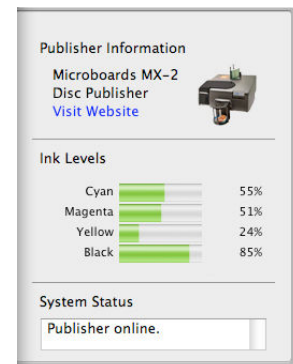 Publisher Information
Microboards MX-2
Disc Publisher
Visit Website
Ink Levels
Cyan 55%
Magenta 51%
Yellow 24%
Black 85%
System Status
Publisher online.